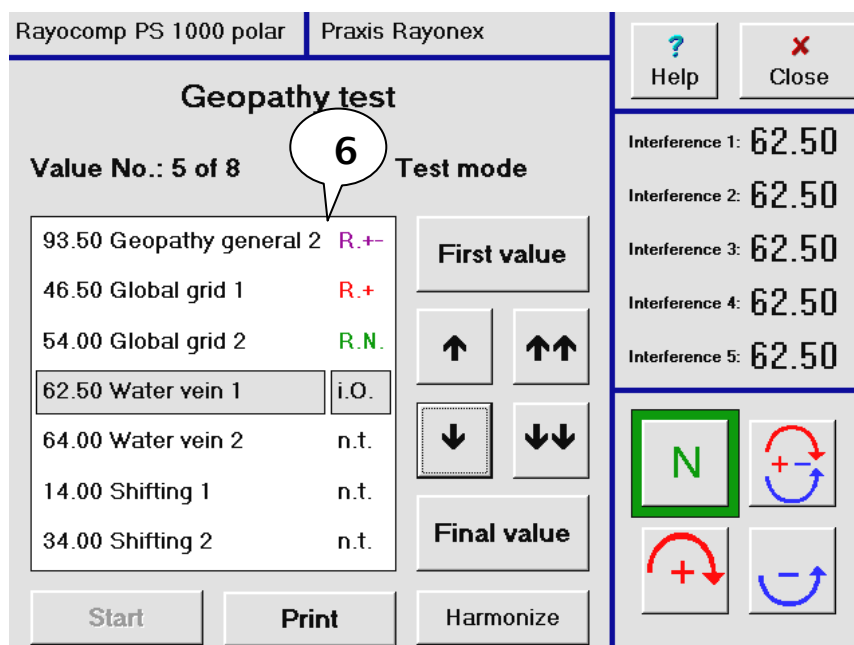 Rayocomp PS 1000 polar
Praxis Rayonex
? Help
✗ Close
Geopathy test
6
Value No.: 5 of 8
Test mode
93.50 Geopathy general 2 R.+-
46.50 Global grid 1 R.+
54.00 Global grid 2 R.N.
62.50 Water vein 1 i.O.
64.00 Water vein 2 n.t.
14.00 Shifting 1 n.t.
34.00 Shifting 2 n.t.
First value
↑ ↑↑
↓ ↓↓
Final value
Start
Print
Harmonize
Interference 1: 62.50
Interference 2: 62.50
Interference 3: 62.50
Interference 4: 62.50
Interference 5: 62.50
N
+-
+
-